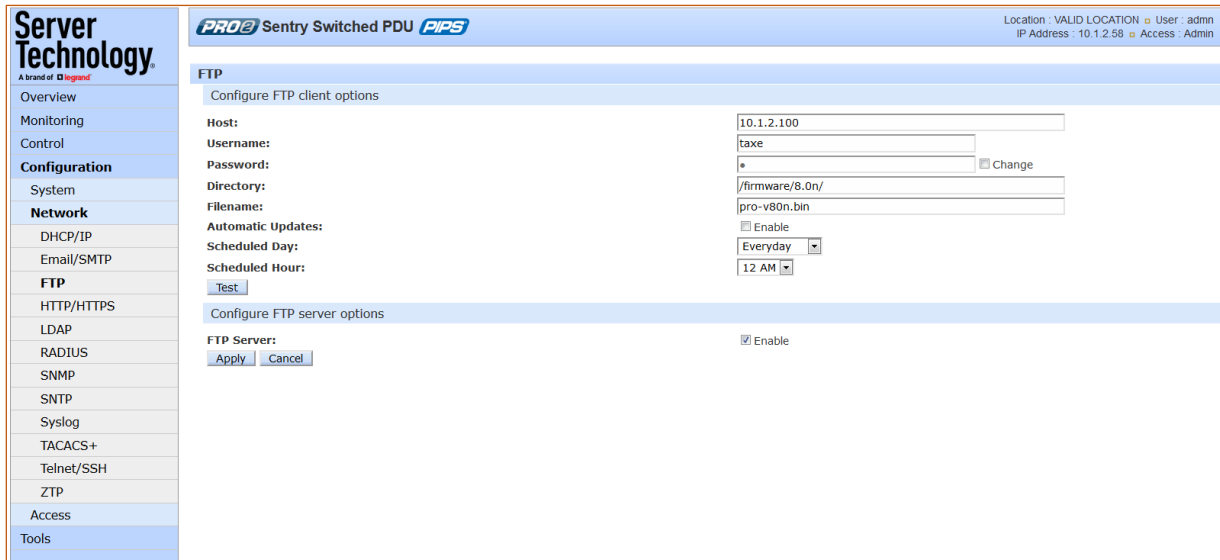 Server
Technology.
A brand of legrand
PRO2 Sentry Switched PDU PIPS
Location : VALID LOCATION User : admn
IP Address : 10.1.2.58 Access : Admin
Overview
Monitoring
Control
Configuration
System
Network
DHCP/IP
Email/SMTP
FTP
HTTP/HTTPS
LDAP
RADIUS
SNMP
SNTP
Syslog
TACACS+
Telnet/SSH
ZTP
Access
Tools
FTP
Configure FTP client options
Host: 10.1.2.100
Username: taxe
Password: • Change
Directory: /firmware/8.0n/
Filename: pro-v80n.bin
Automatic Updates: Enable
Scheduled Day: Everyday
Scheduled Hour: 12 AM
Test
Configure FTP server options
FTP Server: Enable
Apply Cancel